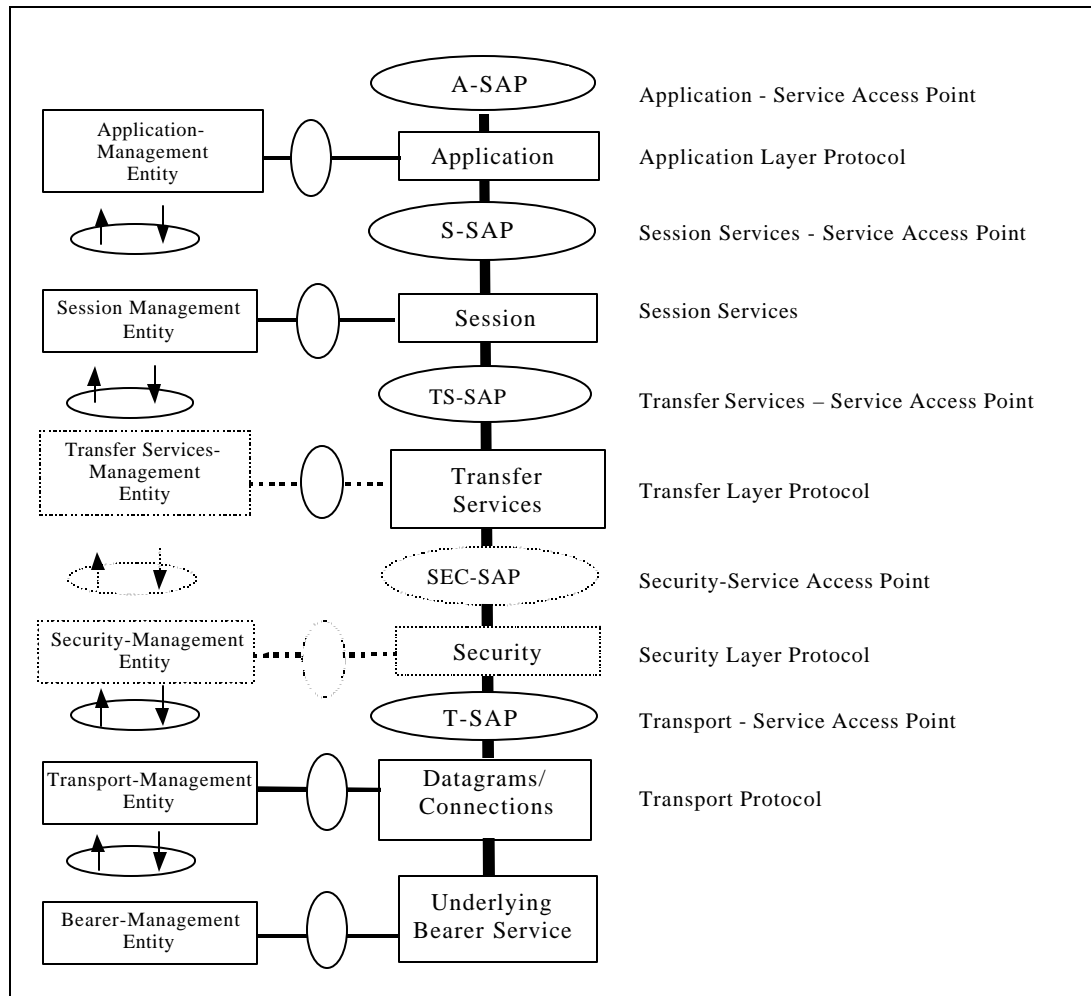 A-SAP
Application - Service Access Point
Application-
Management
Entity
Application
Application Layer Protocol
S-SAP
Session Services - Service Access Point
Session Management
Entity
Session
Session Services
TS-SAP
Transfer Services – Service Access Point
Transfer Services-
Management
Entity
Transfer
Services
Transfer Layer Protocol
SEC-SAP
Security-Service Access Point
Security-Management
Entity
Security
Security Layer Protocol
T-SAP
Transport - Service Access Point
Transport-Management
Entity
Datagrams/
Connections
Transport Protocol
Bearer-Management
Entity
Underlying
Bearer Service